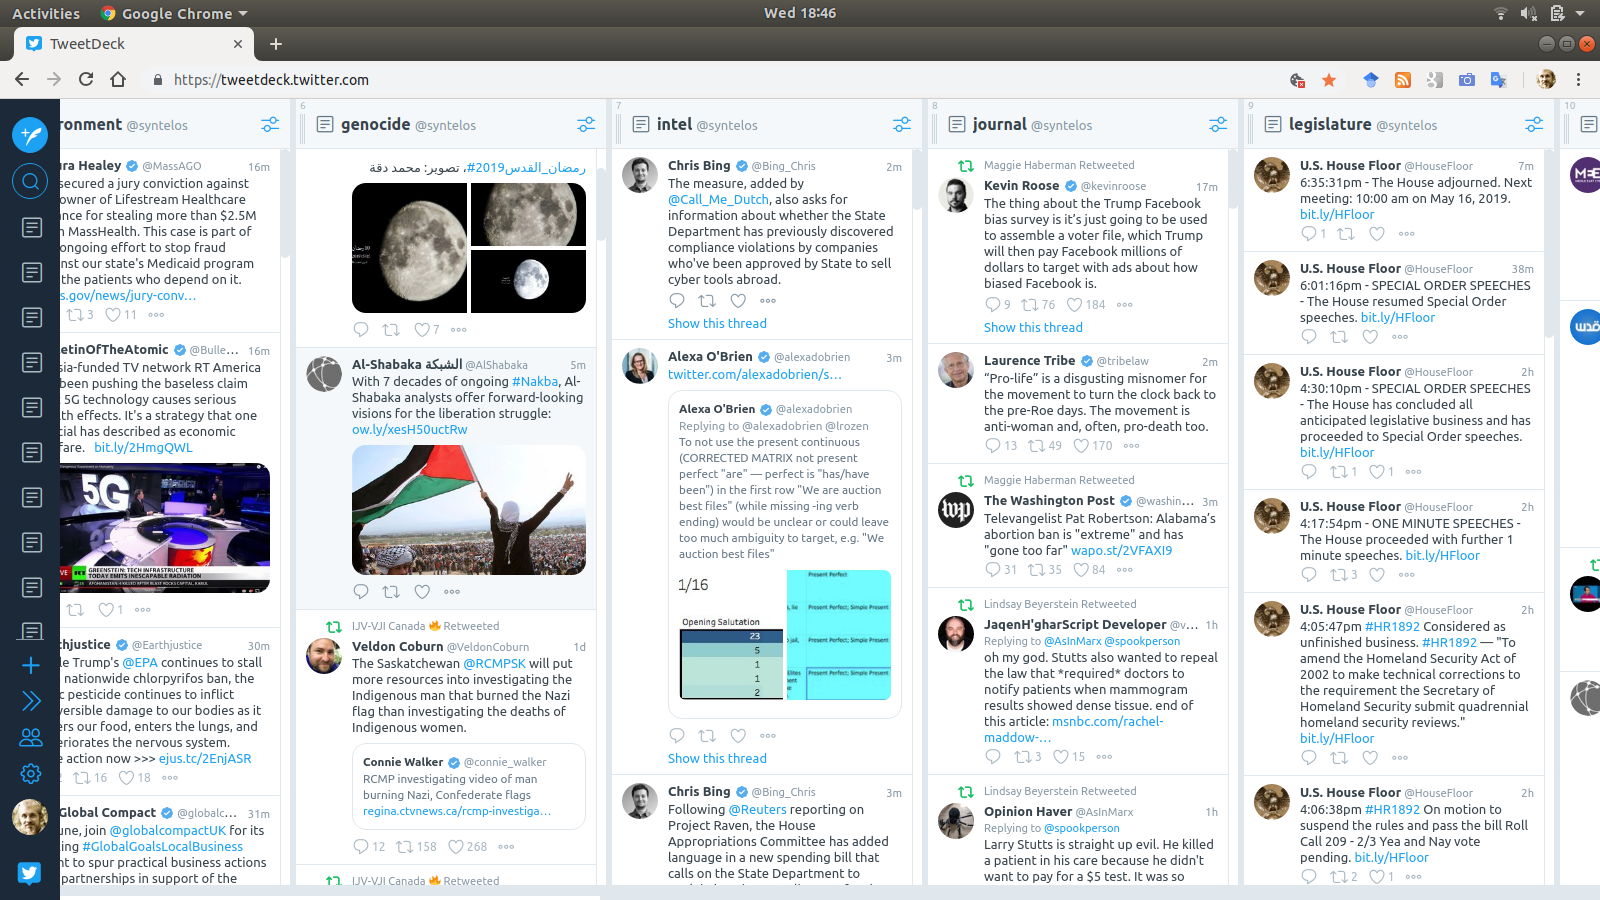 Activities
Google Chrome
Wed 18:46
TweetDeck
https://tweetdeck.twitter.com
ronment @syntelos
ura Healey @MassAGO 16m
secured a jury conviction against
owner of Lifestream Healthcare
ance for stealing more than $2.5M
MassHealth. This case is part of
ongoing effort to stop fraud
nst our state's Medicaid program
the patients who depend on it.
s.gov/news/jury-conv…
3 11
etinOfTheAtomic @Bulle… 16m
sia-funded TV network RT America
been pushing the baseless claim
5G technology causes serious
th effects. It's a strategy that one
cial has described as economic
fare. bit.ly/2HmgQWL
5G
LIVE RT
GREENSTEIN: TECH INFRASTRUCTURE
TODAY EMITS INESCAPABLE RADIATION
1
thjustice @Earthjustice 30m
le Trump's @EPA continues to stall
nationwide chlorpyrifos ban, the
c pesticide continues to inflict
versible damage to our bodies as it
ers our food, enters the lungs, and
eriorates the nervous system.
e action now >>> ejus.tc/2EnjASR
2 16 18
Global Compact @globalc… 31m
une, join @globalcompactUK for its
ing #GlobalGoalsLocalBusiness
nt to spur practical business actions
partnerships in support of the
6
genocide @syntelos
رمضان_القدس2019#، تصوير: محمد دقة
7
Al-Shabaka الشبكة @AlShabaka 5m
With 7 decades of ongoing #Nakba, Al-
Shabaka analysts offer forward-looking
visions for the liberation struggle:
ow.ly/xesH50uctRw
IJV-VJI Canada 🔥 Retweeted
Veldon Coburn @VeldonCoburn 1d
The Saskatchewan @RCMPSK will put
more resources into investigating the
Indigenous man that burned the Nazi
flag than investigating the deaths of
Indigenous women.
Connie Walker @connie_walker
RCMP investigating video of man
burning Nazi, Confederate flags
regina.ctvnews.ca/rcmp-investiga…
12 158 268
IJV-VJI Canada 🔥 Retweeted
7
intel @syntelos
Chris Bing @Bing_Chris 2m
The measure, added by
@Call_Me_Dutch, also asks for
information about whether the State
Department has previously discovered
compliance violations by companies
who've been approved by State to sell
cyber tools abroad.
Show this thread
Alexa O'Brien @alexadobrien 3m
twitter.com/alexadobrien/s…
Alexa O'Brien @alexadobrien
Replying to @alexadobrien @lrozen
To not use the present continuous
(CORRECTED MATRIX not present
perfect "are" — perfect is "has/have
been") in the first row "We are auction
best files" (while missing -ing verb
ending) would be unclear or could leave
too much ambiguity to target, e.g. "We
auction best files"
1/16
Opening Salutation
23
5
1
1
2
Present Perfect
Present Perfect; Simple Present
Present Perfect; Simple Present
Present Perfect; Simple Present
Show this thread
Chris Bing @Bing_Chris 3m
Following @Reuters reporting on
Project Raven, the House
Appropriations Committee has added
language in a new spending bill that
calls on the State Department to
8
journal @syntelos
Maggie Haberman Retweeted
Kevin Roose @kevinroose 17m
The thing about the Trump Facebook
bias survey is it's just going to be used
to assemble a voter file, which Trump
will then pay Facebook millions of
dollars to target with ads about how
biased Facebook is.
9 76 184
Show this thread
Laurence Tribe @tribelaw 2m
“Pro-life” is a disgusting misnomer for
the movement to turn the clock back to
the pre-Roe days. The movement is
anti-woman and, often, pro-death too.
13 49 170
Maggie Haberman Retweeted
wp
The Washington Post @washin… 3m
Televangelist Pat Robertson: Alabama’s
abortion ban is "extreme" and has
"gone too far" wapo.st/2VFAXI9
31 35 84
Lindsay Beyerstein Retweeted
JaqenH'gharScript Developer @v… 1h
Replying to @AsInMarx @spookperson
oh my god. Stutts also wanted to repeal
the law that *required* doctors to
notify patients when mammogram
results showed dense tissue. end of
this article: msnbc.com/rachel-
maddow-…
3 15
Lindsay Beyerstein Retweeted
Opinion Haver @AsInMarx 1h
Replying to @spookperson
Larry Stutts is straight up evil. He killed
a patient in his care because he didn't
want to pay for a $5 test. It was so
9
legislature @syntelos
U.S. House Floor @HouseFloor 7m
6:35:31pm - The House adjourned. Next
meeting: 10:00 am on May 16, 2019.
bit.ly/HFloor
1
U.S. House Floor @HouseFloor 38m
6:01:16pm - SPECIAL ORDER SPEECHES
- The House resumed Special Order
speeches. bit.ly/HFloor
U.S. House Floor @HouseFloor 2h
4:30:10pm - SPECIAL ORDER SPEECHES
- The House has concluded all
anticipated legislative business and has
proceeded to Special Order speeches.
bit.ly/HFloor
1 1
U.S. House Floor @HouseFloor 2h
4:17:54pm - ONE MINUTE SPEECHES -
The House proceeded with further 1
minute speeches. bit.ly/HFloor
3
U.S. House Floor @HouseFloor 2h
4:05:47pm #HR1892 Considered as
unfinished business. #HR1892 — "To
amend the Homeland Security Act of
2002 to make technical corrections to
the requirement the Secretary of
Homeland Security submit quadrennial
homeland security reviews."
bit.ly/HFloor
U.S. House Floor @HouseFloor 2h
4:06:38pm #HR1892 On motion to
suspend the rules and pass the bill Roll
Call 209 - 2/3 Yea and Nay vote
pending. bit.ly/HFloor
2 1
10
MEE
قدس